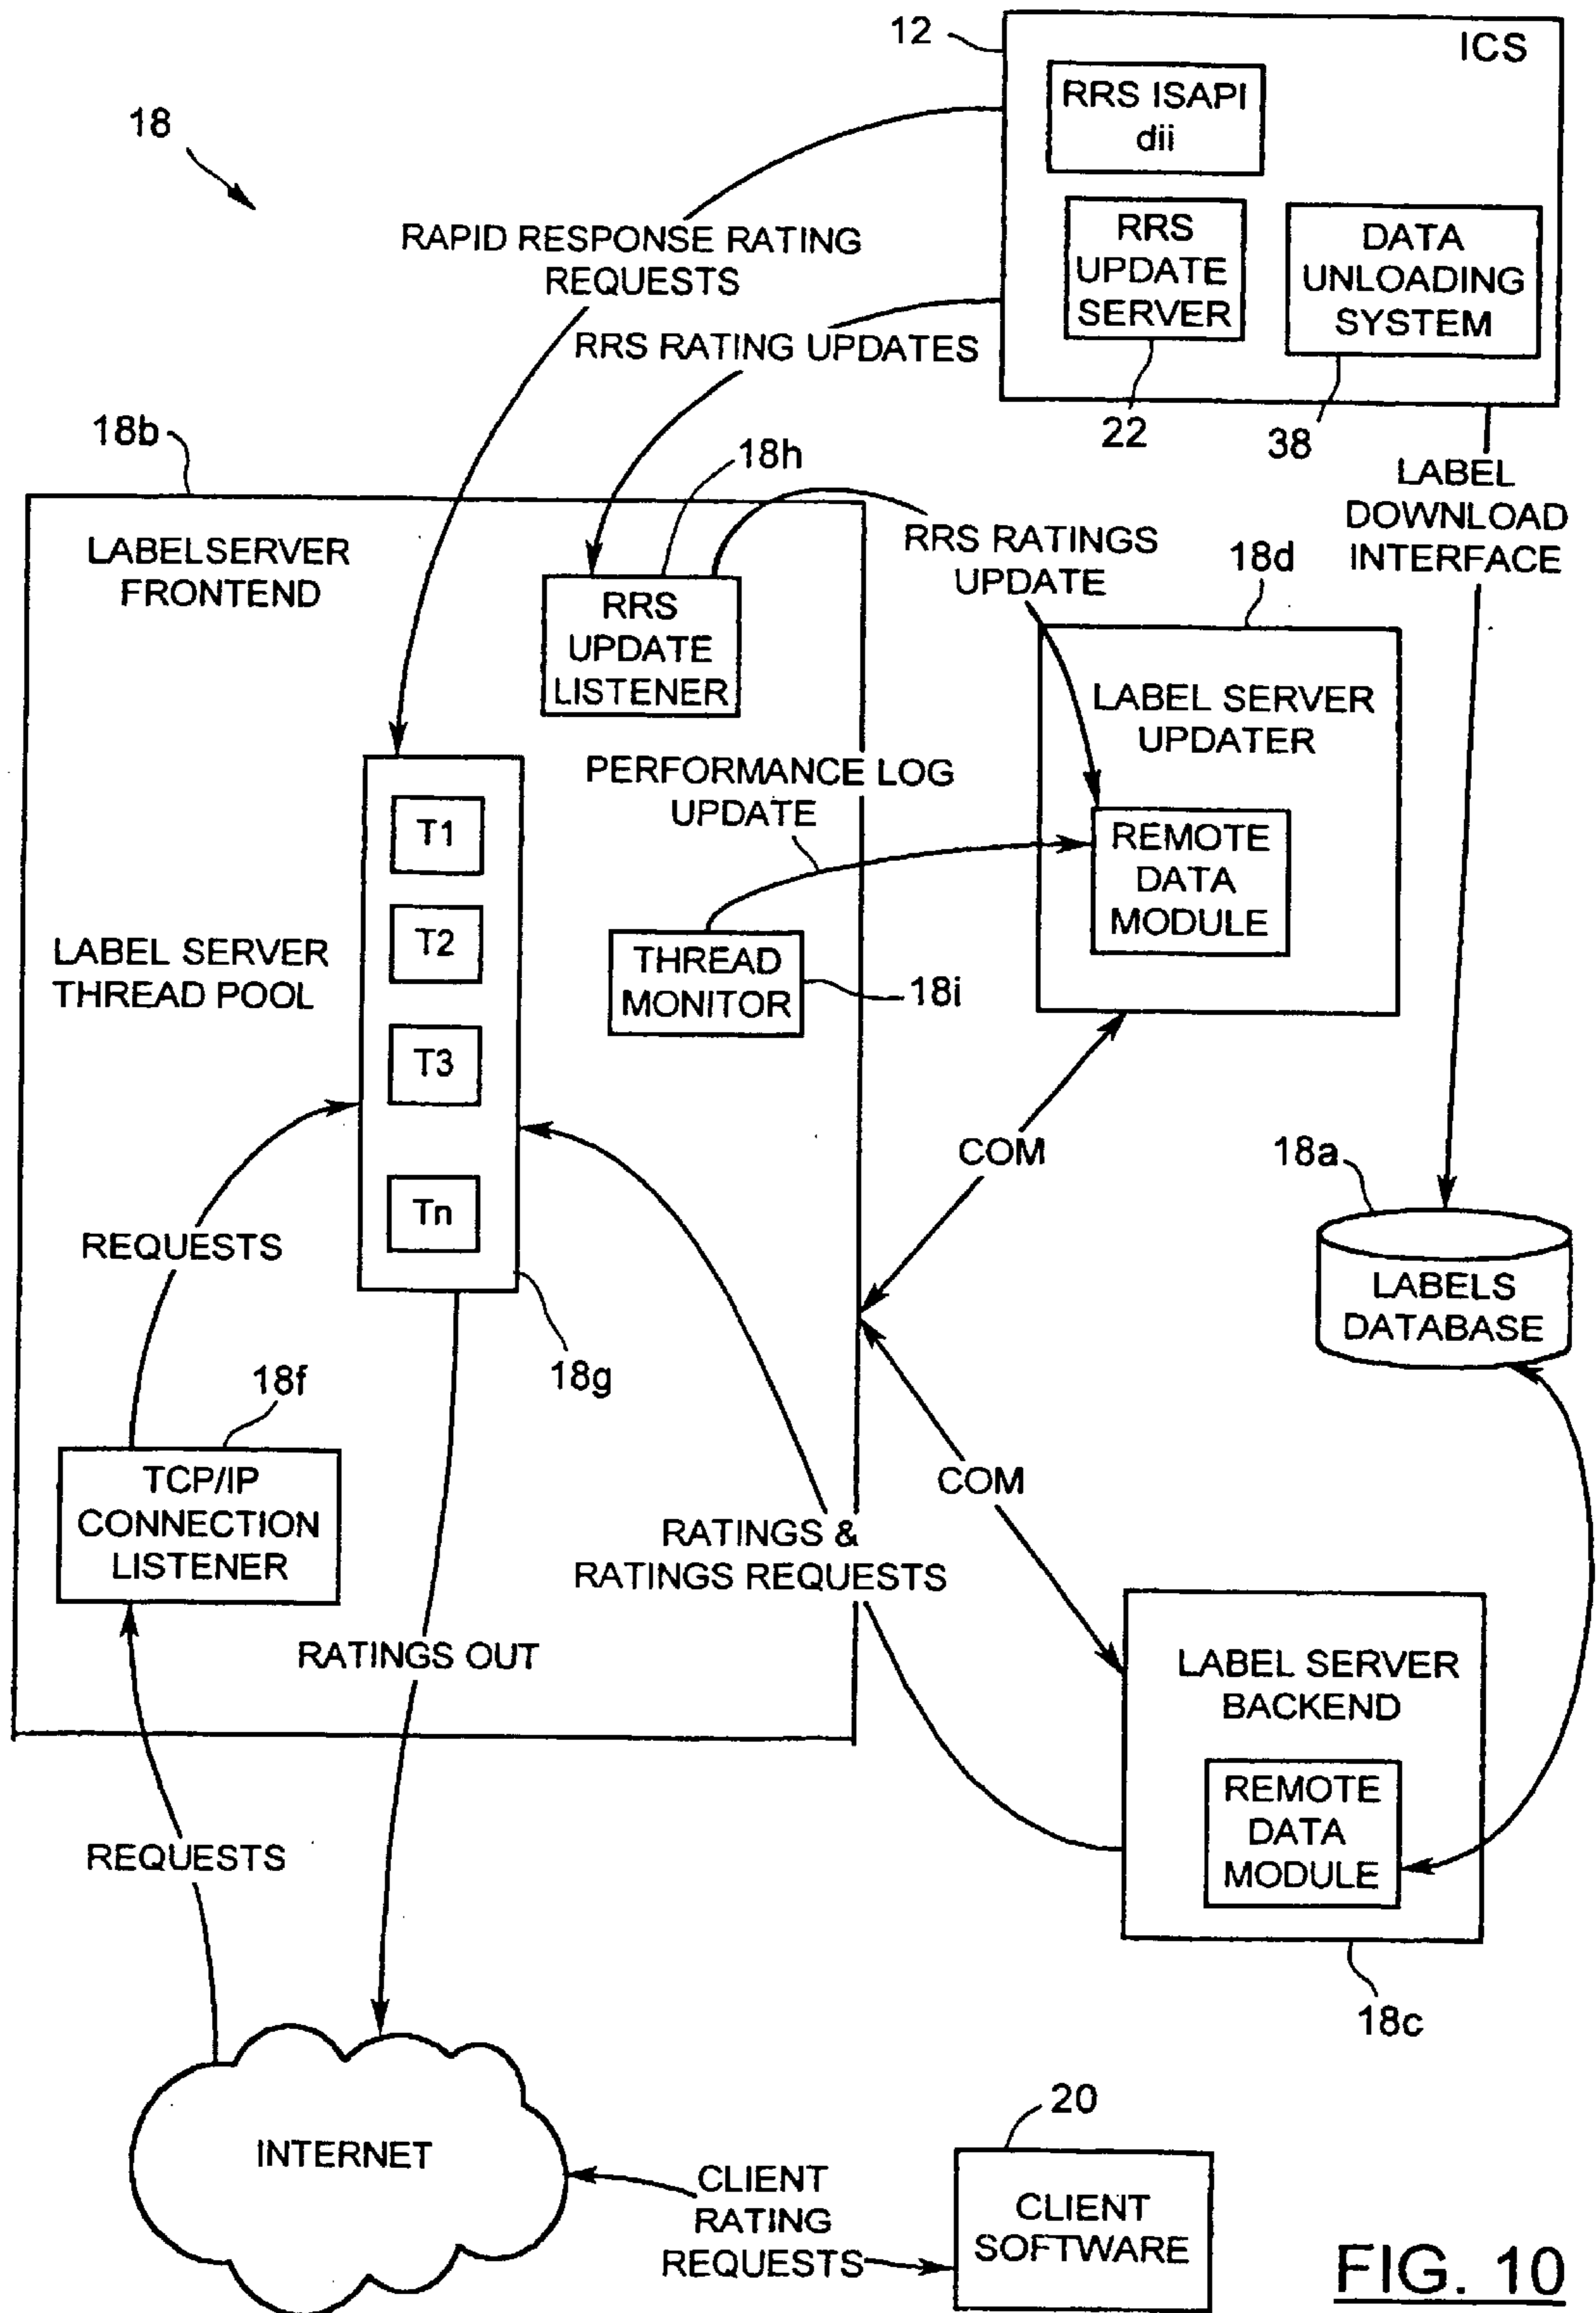 12
ICS
RRS ISAPI
dii
18
RAPID RESPONSE RATING
REQUESTS
RRS
UPDATE
SERVER
DATA
UNLOADING
SYSTEM
RRS RATING UPDATES
22
38
18b
18h
LABEL
DOWNLOAD
INTERFACE
LABELSERVER
FRONTEND
RRS RATINGS
UPDATE
18d
RRS
UPDATE
LISTENER
LABEL SERVER
UPDATER
PERFORMANCE LOG
UPDATE
T1
REMOTE
DATA
MODULE
T2
LABEL SERVER
THREAD POOL
THREAD
MONITOR
18i
T3
COM
18a
Tn
REQUESTS
LABELS
DATABASE
18g
18f
TCP/IP
CONNECTION
LISTENER
COM
RATINGS &
RATINGS REQUESTS
RATINGS OUT
LABEL SERVER
BACKEND
REMOTE
DATA
MODULE
REQUESTS
18c
20
INTERNET
CLIENT
RATING
REQUESTS
CLIENT
SOFTWARE
FIG. 10